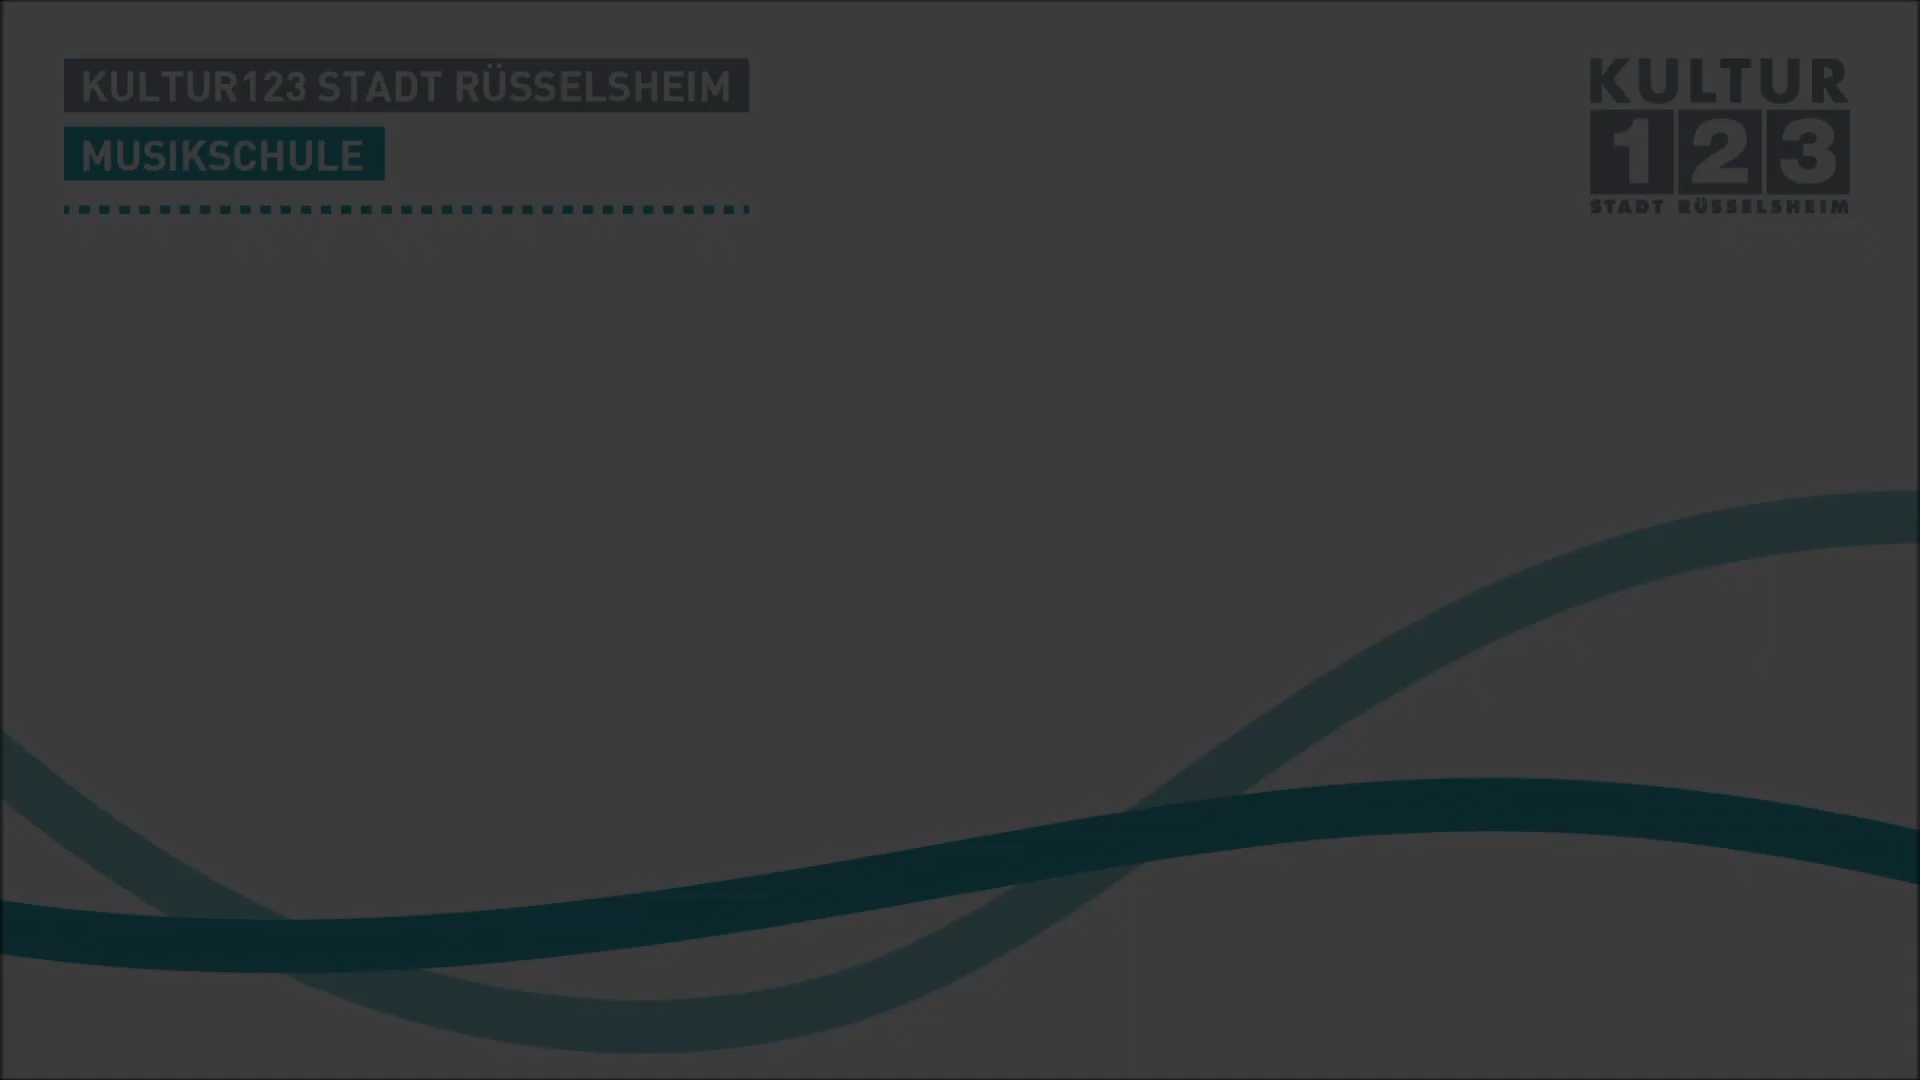 KULTUR123 STADT RÜSSELSHEIM
MUSIKSCHULE
KULTUR
123
STADT RÜSSELSHEIM